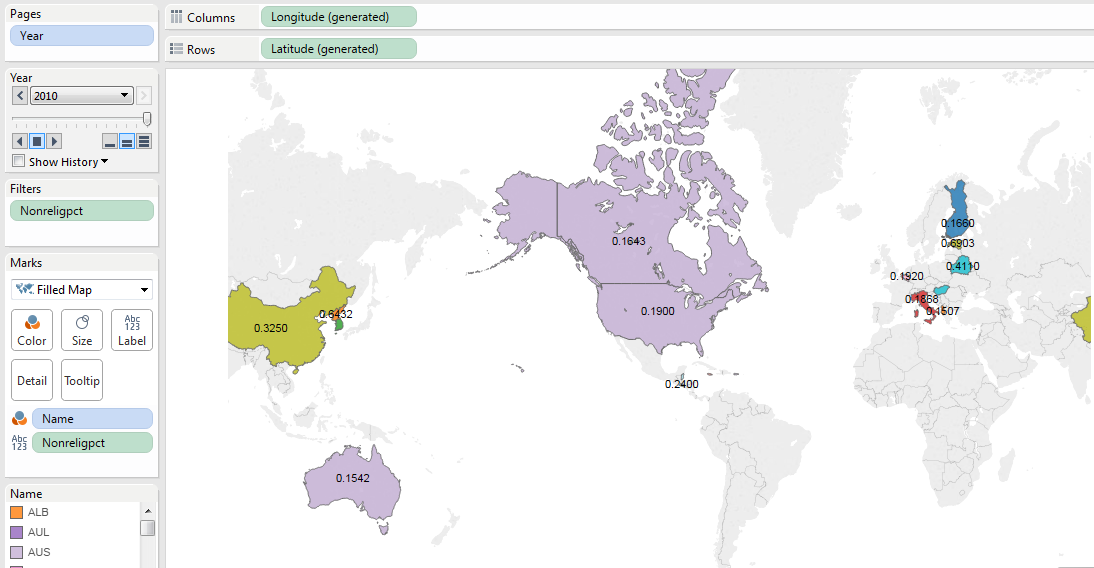 Pages
Year
Columns
Longitude (generated)
Rows
Latitude (generated)
Year
2010
Show History
Filters
Nonreligpct
Marks
Filled Map
Color
Size
Abc
123
Label
Detail
Tooltip
Name
Abc
123
Nonreligpct
Name
ALB
AUL
AUS
0.1643
0.1660
0.6903
0.4110
0.1920
0.1868
0.1507
0.1900
0.3250
0.6432
0.2400
0.1542